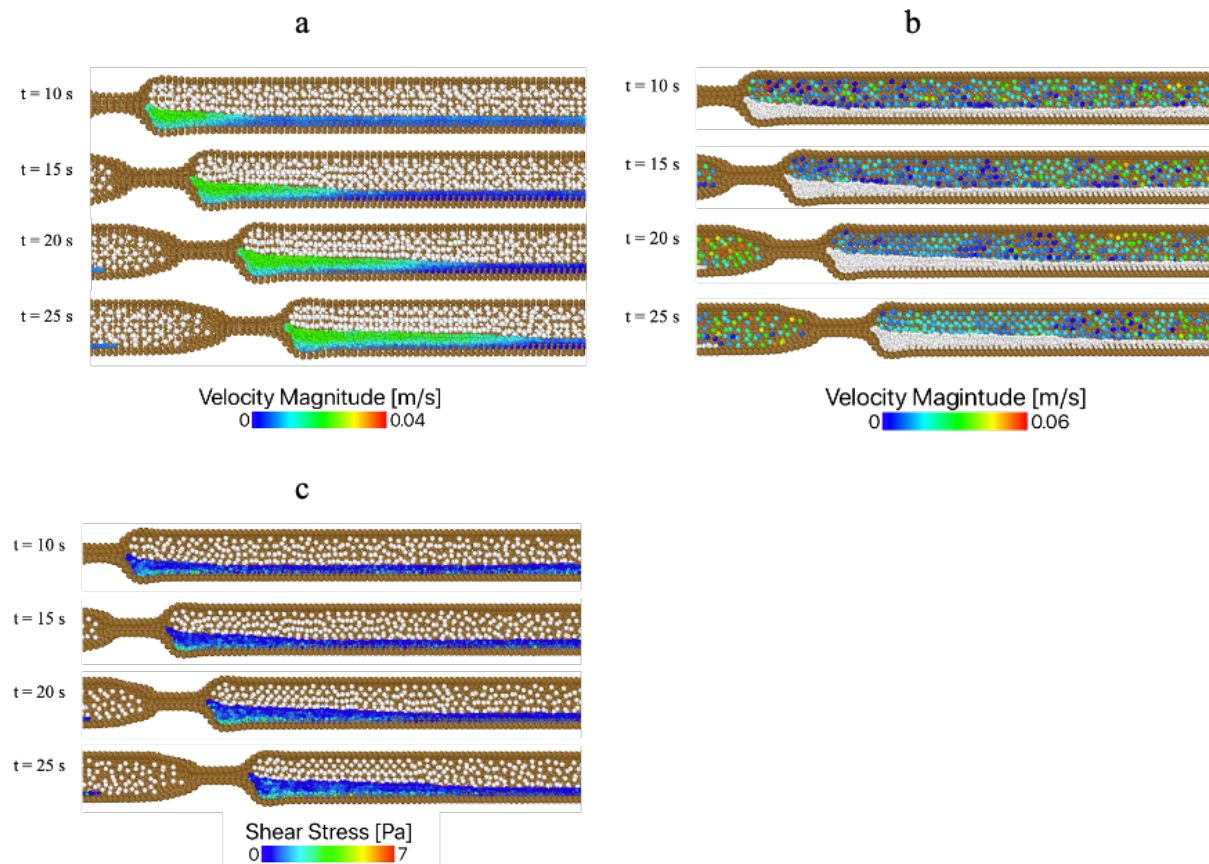 a
t = 10 s
t = 15 s
t = 20 s
t = 25 s
Velocity Magnitude [m/s]
0 0.04
b
t = 10 s
t = 15 s
t = 20 s
t = 25 s
Velocity Magintude [m/s]
0 0.06
c
t = 10 s
t = 15 s
t = 20 s
t = 25 s
Shear Stress [Pa]
0 7